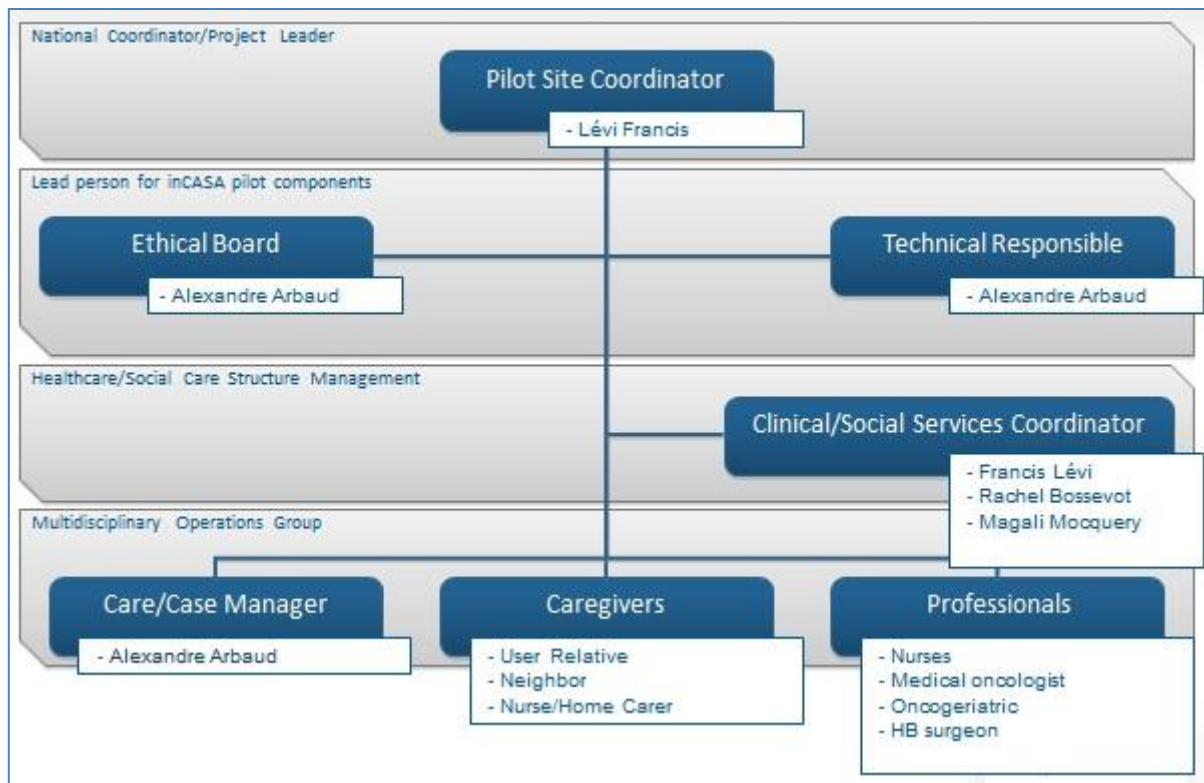 National Coordinator/Project Leader
Pilot Site Coordinator
- Lévi Francis
Lead person for inCASA pilot components
Ethical Board
- Alexandre Arbaud
Technical Responsible
- Alexandre Arbaud
Healthcare/Social Care Structure Management
Clinical/Social Services Coordinator
- Francis Lévi
- Rachel Bossevot
- Magali Mocquery
Multidisciplinary Operations Group
Care/Case Manager
- Alexandre Arbaud
Caregivers
- User Relative
- Neighbor
- Nurse/Home Carer
Professionals
- Nurses
- Medical oncologist
- Oncogeriatric
- HB surgeon